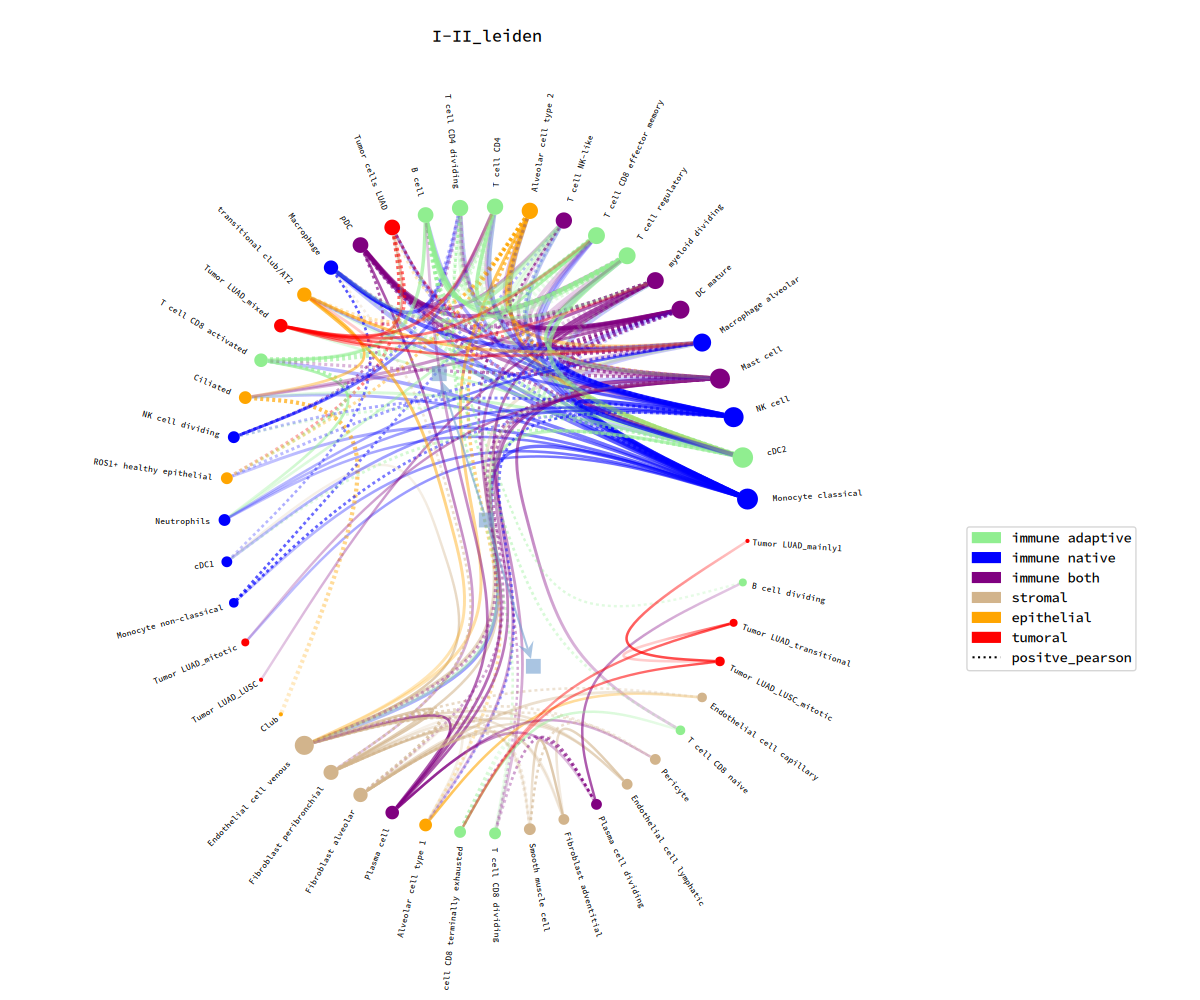 I-II_leiden
T cell CD4 dividing
T cell CD4
Alveolar cell type 2
T cell NK-like
T cell CD8 effector memory
T cell regulatory
myeloid dividing
DC mature
Macrophage alveolar
Mast cell
NK cell
cDC2
Monocyte classical
B cell
Tumor cells LUAD
pDC
Macrophage
transitional club/AT2
Tumor LUAD_mixed
T cell CD8 activated
Ciliated
NK cell dividing
ROS1+ healthy epithelial
Neutrophils
cDC1
Monocyte non-classical
Tumor LUAD_mitotic
Tumor LUAD_LUSC
Club
Endothelial cell venous
Fibroblast peribronchial
Fibroblast alveolar
Plasma cell
Alveolar cell type 1
cell CD8 terminally exhausted
T cell CD8 dividing
Smooth muscle cell
Fibroblast adventitial
Plasma cell dividing
Endothelial cell lymphatic
Pericyte
T cell CD8 naive
Endothelial cell capillary
Tumor LUAD_LUSC_mitotic
Tumor LUAD_transitional
B cell dividing
Tumor LUAD_mainly1
immune adaptive
immune native
immune both
stromal
epithelial
tumoral
positve_pearson